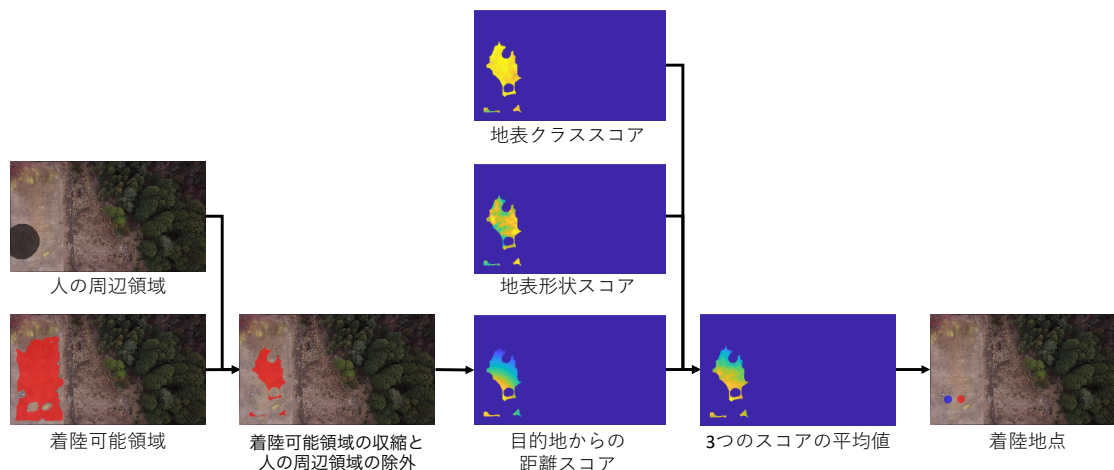 地表クラススコア
人の周辺領域
地表形状スコア
着陸可能領域
着陸可能領域の収縮と
人の周辺領域の除外
目的地からの
距離スコア
3つのスコアの平均値
着陸地点